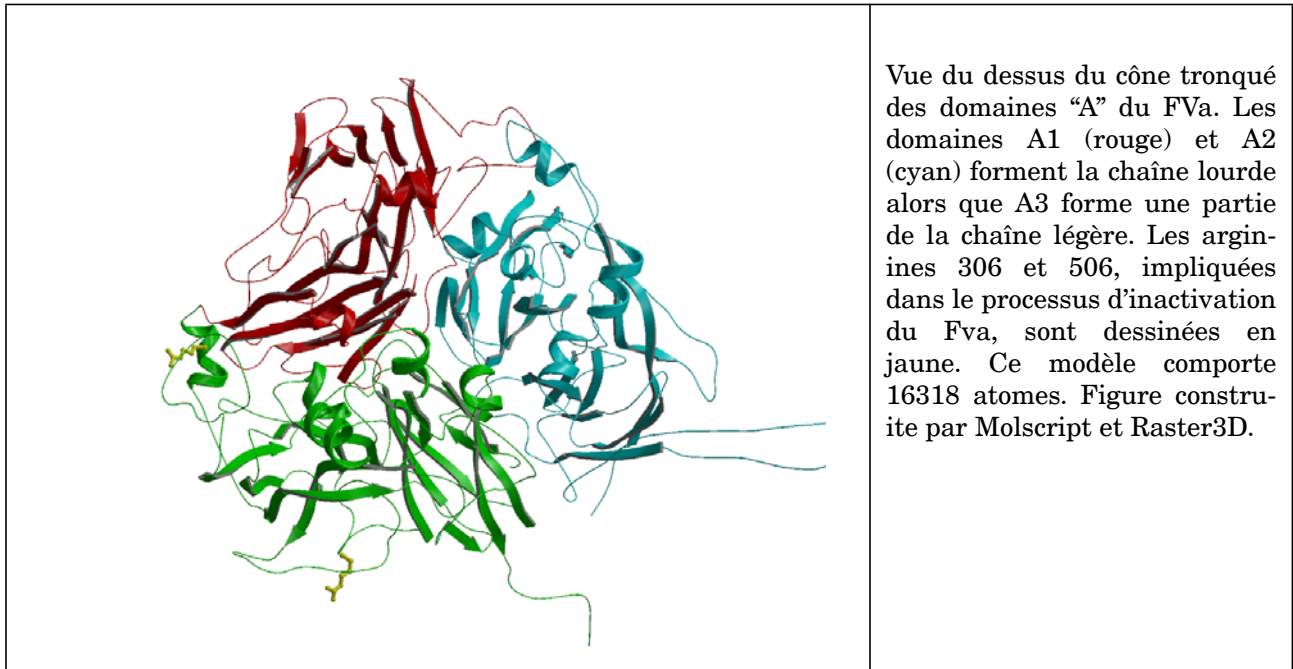 Vue du dessus du cône tronqué
des domaines “A” du FVa. Les
domaines A1 (rouge) et A2
(cyan) forment la chaîne lourde
alors que A3 forme une partie
de la chaîne légère. Les argin-
ines 306 et 506, impliquées
dans le processus d'inactivation
du Fva, sont dessinées en
jaune. Ce modèle comporte
16318 atomes. Figure constru-
ite par Molscript et Raster3D.